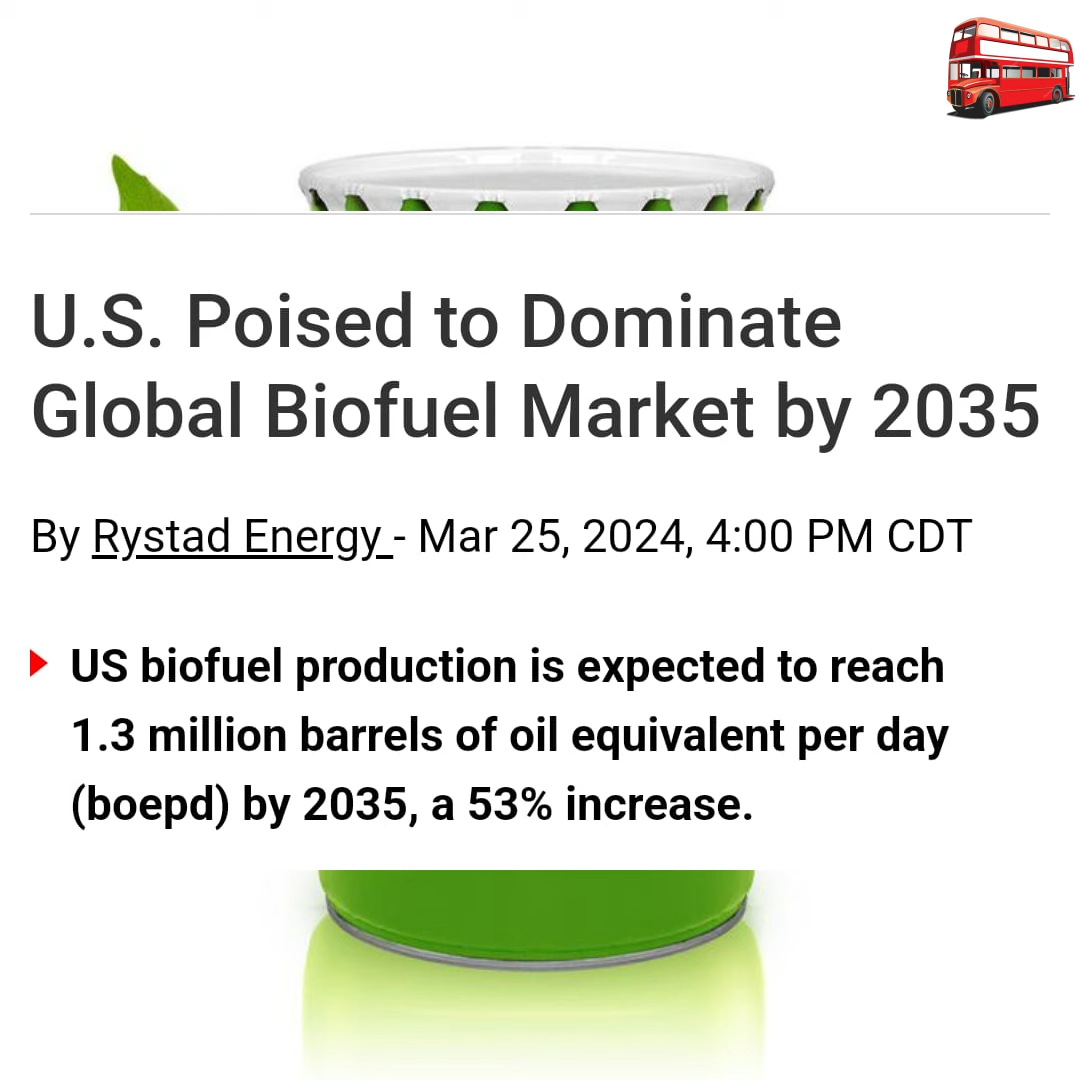 U.S. Poised to Dominate
Global Biofuel Market by 2035
By Rystad Energy - Mar 25, 2024, 4:00 PM CDT
US biofuel production is expected to reach
1.3 million barrels of oil equivalent per day
(boepd) by 2035, a 53% increase.